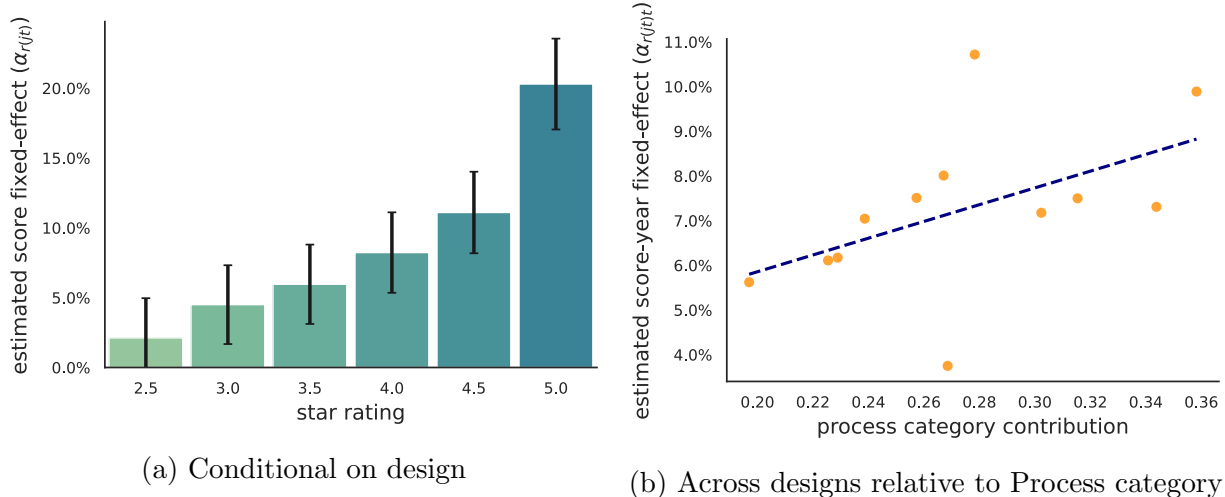 estimated score fixed-effect (α_{r(jt)})
20.0%
15.0%
10.0%
5.0%
0.0%
2.5 3.0 3.5 4.0 4.5 5.0
star rating
(a) Conditional on design
estimated score-year fixed-effect (α_{r(jt)t})
11.0%
10.0%
9.0%
8.0%
7.0%
6.0%
5.0%
4.0%
0.20 0.22 0.24 0.26 0.28 0.30 0.32 0.34 0.36
process category contribution
(b) Across designs relative to Process category